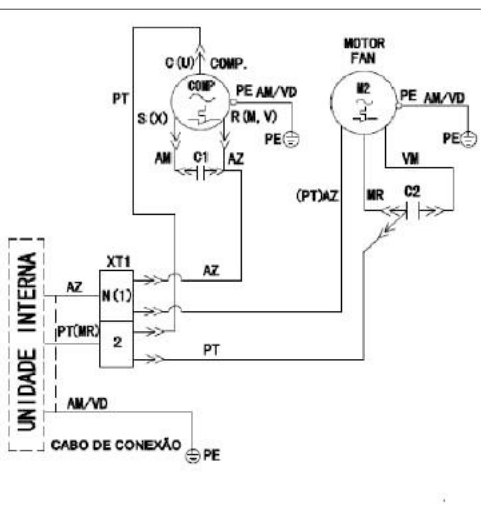 MOTOR
FAN
C(U) COMP.
COMP
M2
PT
PE AM/VD
PE AM/VD
S(X)
R(M, V)
PE
PE
AM
C1
AZ
VM
(PT)AZ
MR
C2
XT1
AZ
AZ
N(1)
PT(MR)
2
PT
UNIDADE INTERNA
AM/VD
CABO DE CONEXÃO
PE